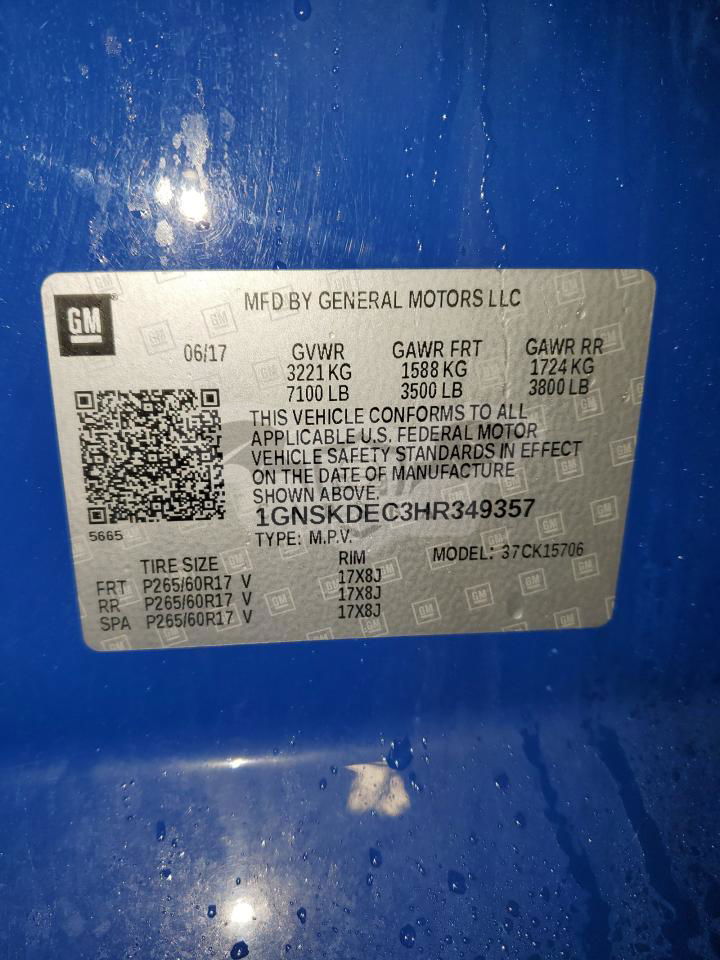 GM
MFD BY GENERAL MOTORS LLC
06/17 GVWR GAWR FRT GAWR RR
3221 KG 1588 KG 1724 KG
7100 LB 3500 LB 3800 LB
THIS VEHICLE CONFORMS TO ALL
APPLICABLE U.S. FEDERAL MOTOR
VEHICLE SAFETY STANDARDS IN EFFECT
ON THE DATE OF MANUFACTURE
SHOWN ABOVE.
1GNSKDEC3HR349357
5665
TYPE: M.P.V. MODEL: 37CK15706
TIRE SIZE RIM
FRT P265/60R17 V 17X8J
RR P265/60R17 V 17X8J
SPA P265/60R17 V 17X8J